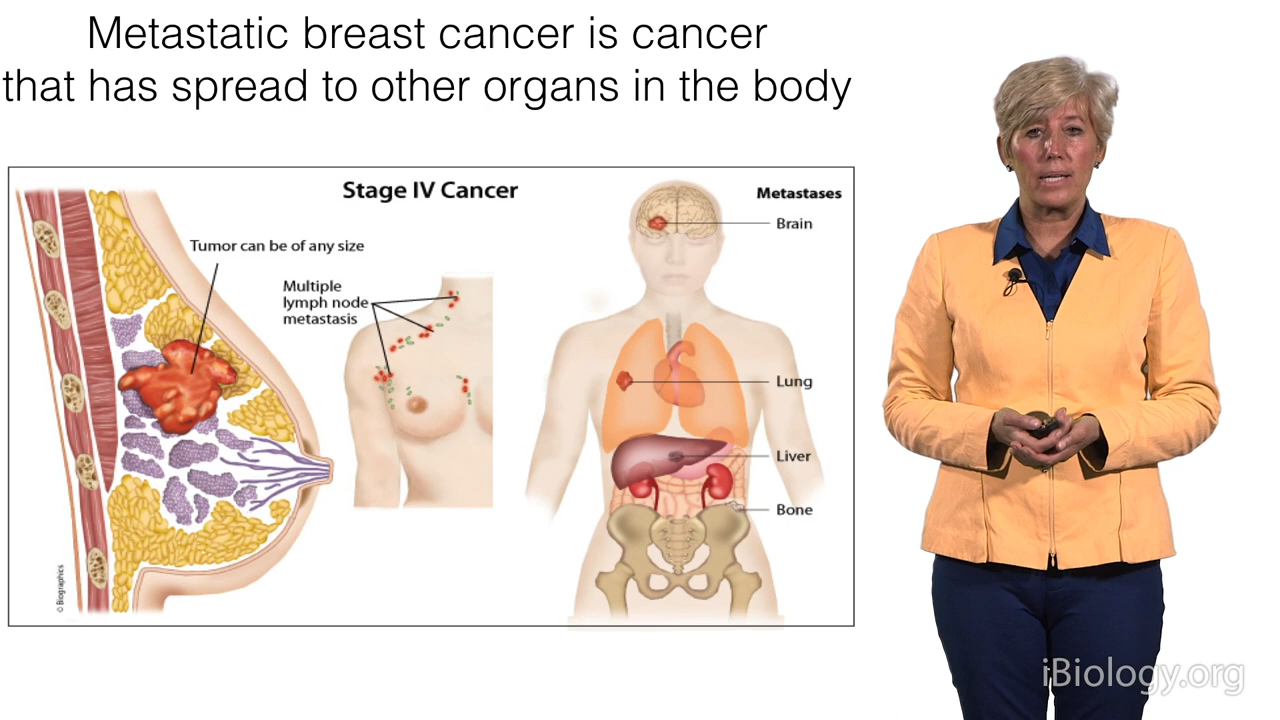 Metastatic breast cancer is cancer
that has spread to other organs in the body
Stage IV Cancer
Tumor can be of any size
Multiple
lymph node
metastasis
Metastases
Brain
Lung
Liver
Bone
© Biographics
iBiology.org